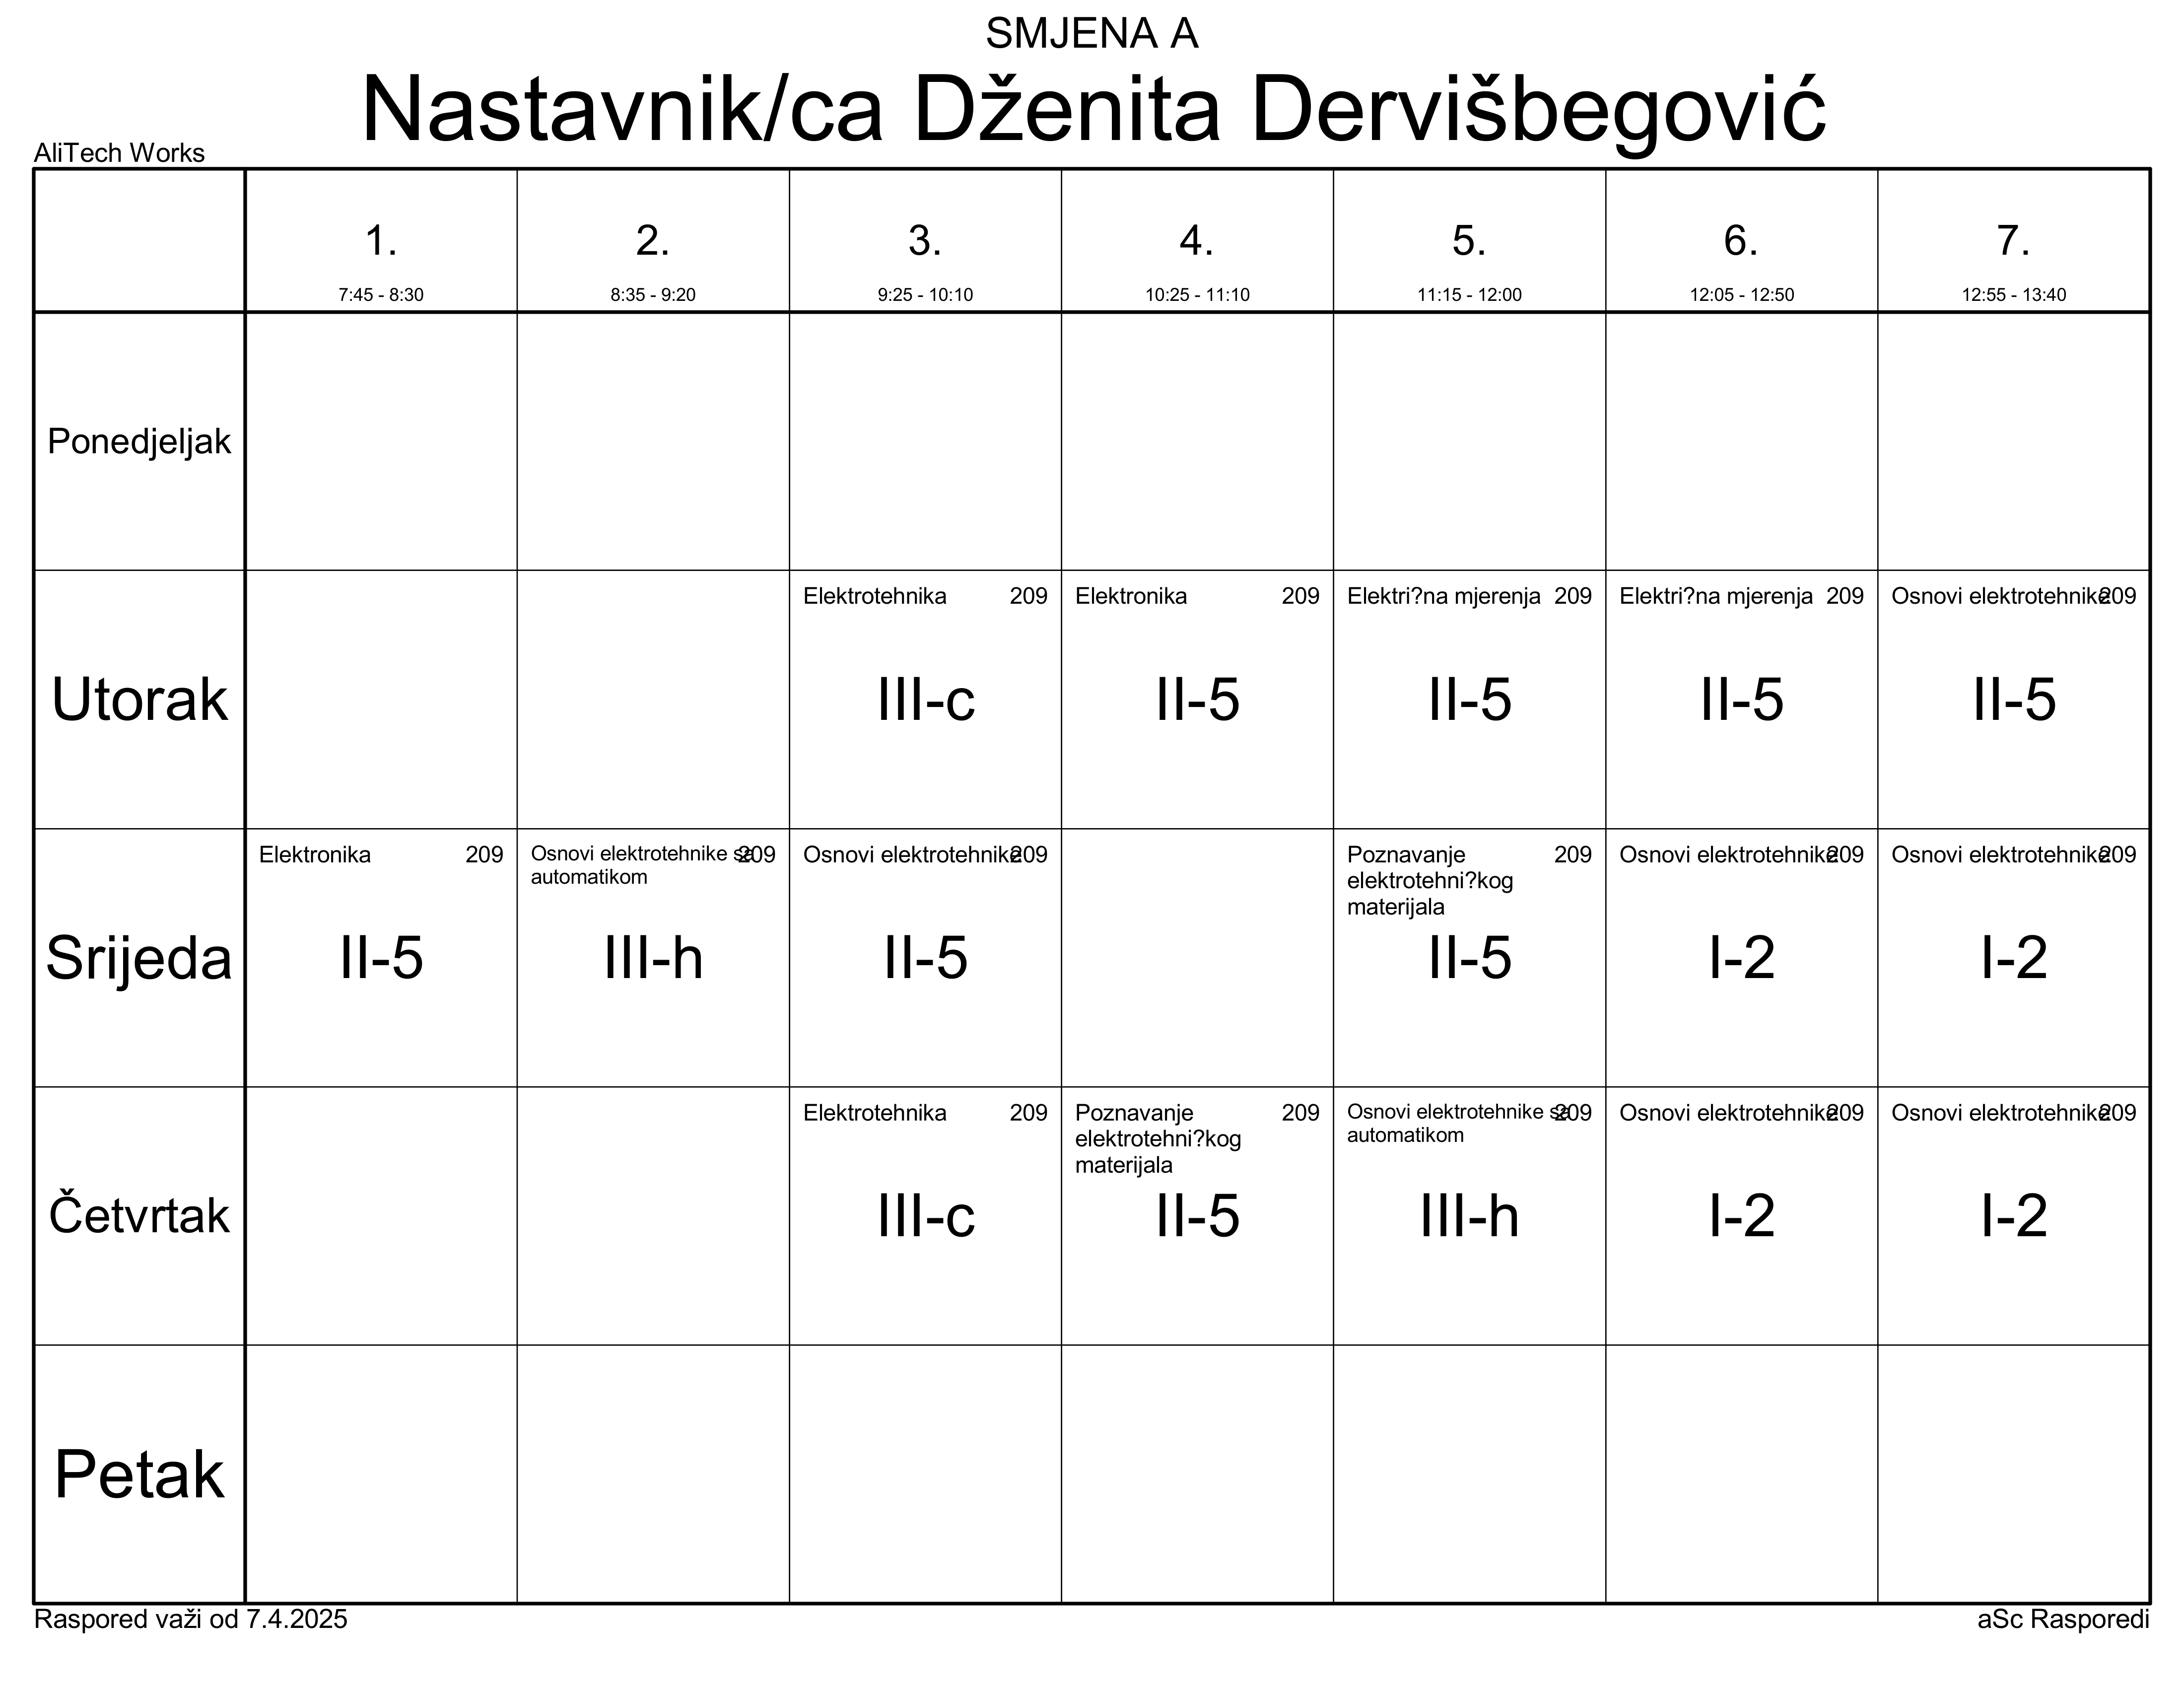 SMJENA A
Nastavnik/ca Dženita Dervišbegović
AliTech Works
1. 2. 3. 4. 5. 6. 7.
7:45 - 8:30 8:35 - 9:20 9:25 - 10:10 10:25 - 11:10 11:15 - 12:00 12:05 - 12:50 12:55 - 13:40
Ponedjeljak
Utorak
Elektrotehnika 209
III-c
Elektronika 209
II-5
Elektri?na mjerenja 209
II-5
Elektri?na mjerenja 209
II-5
Osnovi elektrotehnike 209
II-5
Srijeda
Elektronika 209
II-5
Osnovi elektrotehnike sa 209
automatikom
III-h
Osnovi elektrotehnike 209
II-5
Poznavanje 209
elektrotehni?kog
materijala
II-5
Osnovi elektrotehnike 209
I-2
Osnovi elektrotehnike 209
I-2
Četvrtak
Elektrotehnika 209
III-c
Poznavanje 209
elektrotehni?kog
materijala
II-5
Osnovi elektrotehnike sa 209
automatikom
III-h
Osnovi elektrotehnike 209
I-2
Osnovi elektrotehnike 209
I-2
Petak
Raspored važi od 7.4.2025
aSc Rasporedi